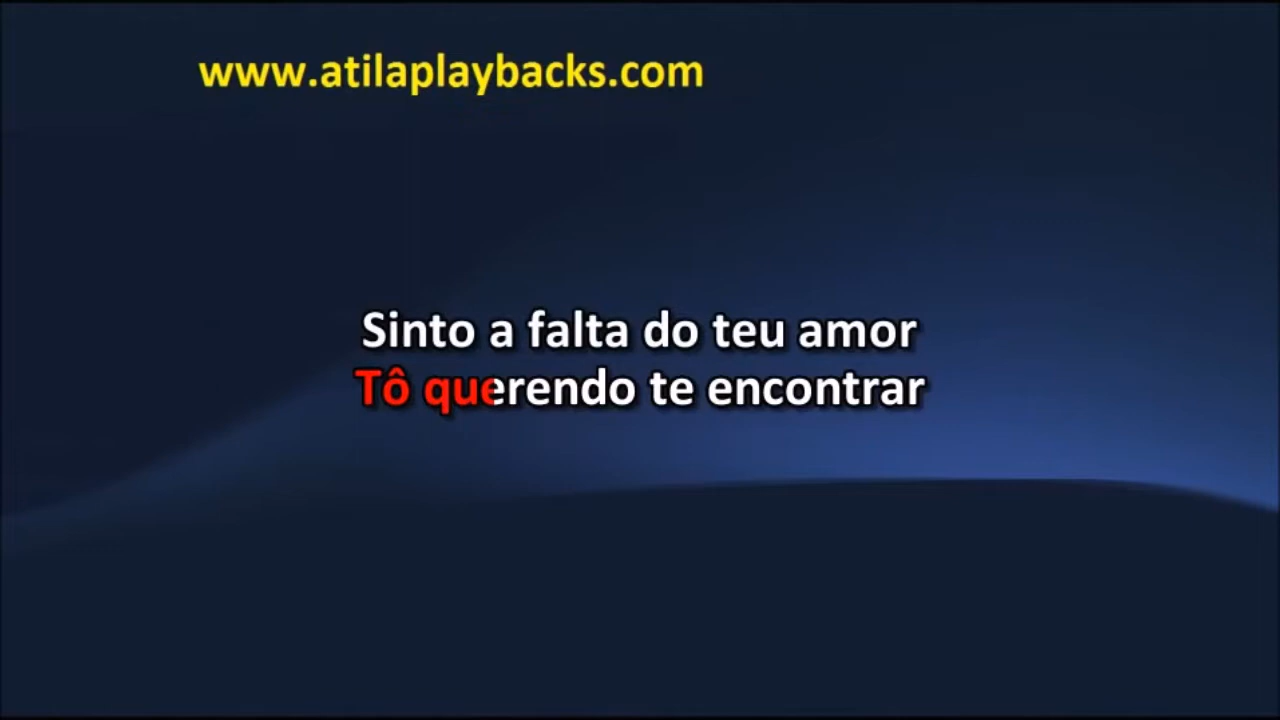 www.atilaplaybacks.com
Sinto a falta do teu amor
Tô querendo te encontrar